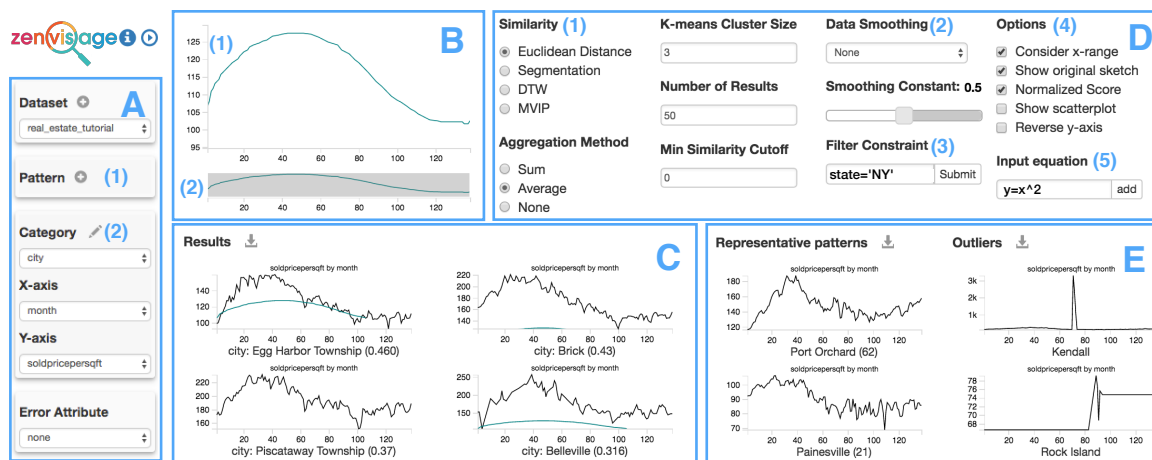 zenvisage i
A
Dataset
real_estate_tutorial
Pattern (1)
Category (2)
city
X-axis
month
Y-axis
soldpricepersqft
Error Attribute
none
B
(1)
125
120
115
110
105
100
95
0 20 40 60 80 100 120
(2)
0 20 40 60 80 100 120
D
Similarity (1)
Euclidean Distance
Segmentation
DTW
MVIP
Aggregation Method
Sum
Average
None
K-means Cluster Size
3
Number of Results
50
Min Similarity Cutoff
0
Data Smoothing (2)
None
Smoothing Constant: 0.5
Filter Constraint (3)
state='NY' Submit
Options (4)
Consider x-range
Show original sketch
Normalized Score
Show scatterplot
Reverse y-axis
Input equation (5)
y=x^2 add
Results
C
soldpricepersqft by month
160
140
120
100
20 40 60 80 100 120
city: Egg Harbor Township (0.460)
soldpricepersqft by month
220
200
180
160
140
20 40 60 80 100 120
city: Brick (0.43)
soldpricepersqft by month
220
200
180
160
20 40 60 80 100 120
city: Piscataway Township (0.37)
soldpricepersqft by month
250
200
150
20 40 60 80 100 120
city: Belleville (0.316)
Representative patterns
Outliers
E
soldpricepersqft by month
180
160
140
120
20 40 60 80 100 120
Port Orchard (62)
soldpricepersqft by month
3k
2k
1k
20 40 60 80 100 120
Kendall
soldpricepersqft by month
100
90
80
70
20 40 60 80 100 120
Painesville (21)
soldpricepersqft by month
78
76
74
72
70
68
20 40 60 80 100 120
Rock Island